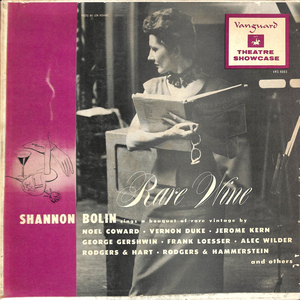 Vanguard
THEATRE
SHOWCASE
Rare Wine
SHANNON BOLIN sings a bouquet of rare vintage by
NOEL COWARD · VERNON DUKE · JEROME KERN
GEORGE GERSHWIN · FRANK LOESSER · ALEC WILDER
RODGERS & HART · RODGERS & HAMMERSTEIN
and others